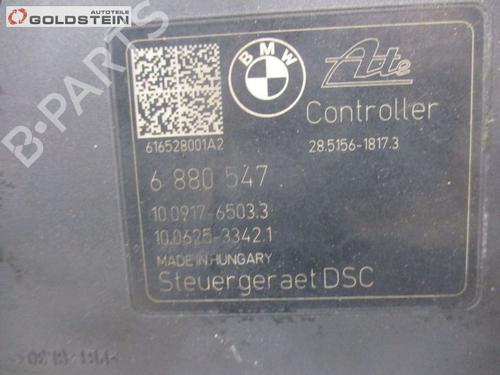 Autoteile
GOLDSTEIN
B-PARTS
BMW
Ate
Controller
616528001A2
28.5156-1817.3
6 880 547
10.0917-6503.3
10.0625-3342.1
MADE IN HUNGARY
Steuergeraet DSC